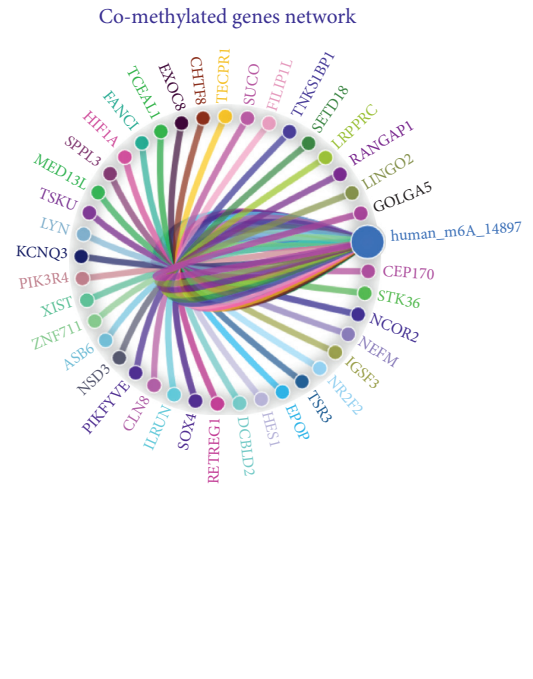 Co-methylated genes network
TECPR1
SUCO
FILIP1L
TNKS1BP1
SETD18
LRPPRC
RANGAP1
LINGO2
GOLGA5
human_m6A_14897
CEP170
STK36
NCOR2
NEFM
IGSF3
NR2F2
TSR3
EPOP
HES1
DCBLD2
RETREG1
SOX4
ILRUN
CLN8
PIKFYVE
NSD3
ASB6
ZNF711
XIST
PIK3R4
KCNQ3
LYN
TSKU
MED13L
SPPL3
HIF1A
FANCI
TCEAL1
EXOC8
CHTF8